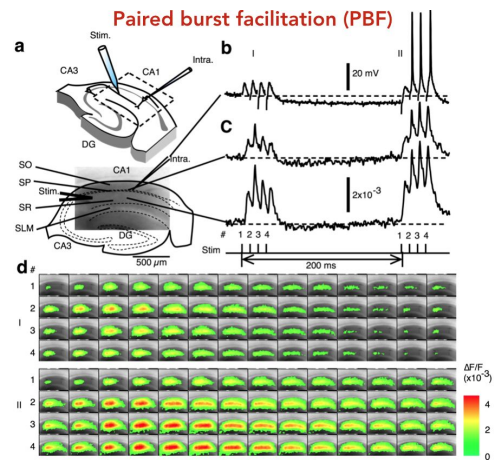 Paired burst facilitation (PBF)
a
Stim.
Intra.
CA3
CA1
DG
SO
SP
Stim.
SR
SLM
CA1
Intra.
CA3
DG
500 µm
b
I
II
20 mV
C
2x10⁻³
# 1 2 3 4
1 2 3 4
Stim
200 ms
d
#
I
1
2
3
4
II
1
2
3
4
ΔF/F
(x10⁻³)
4
2
0